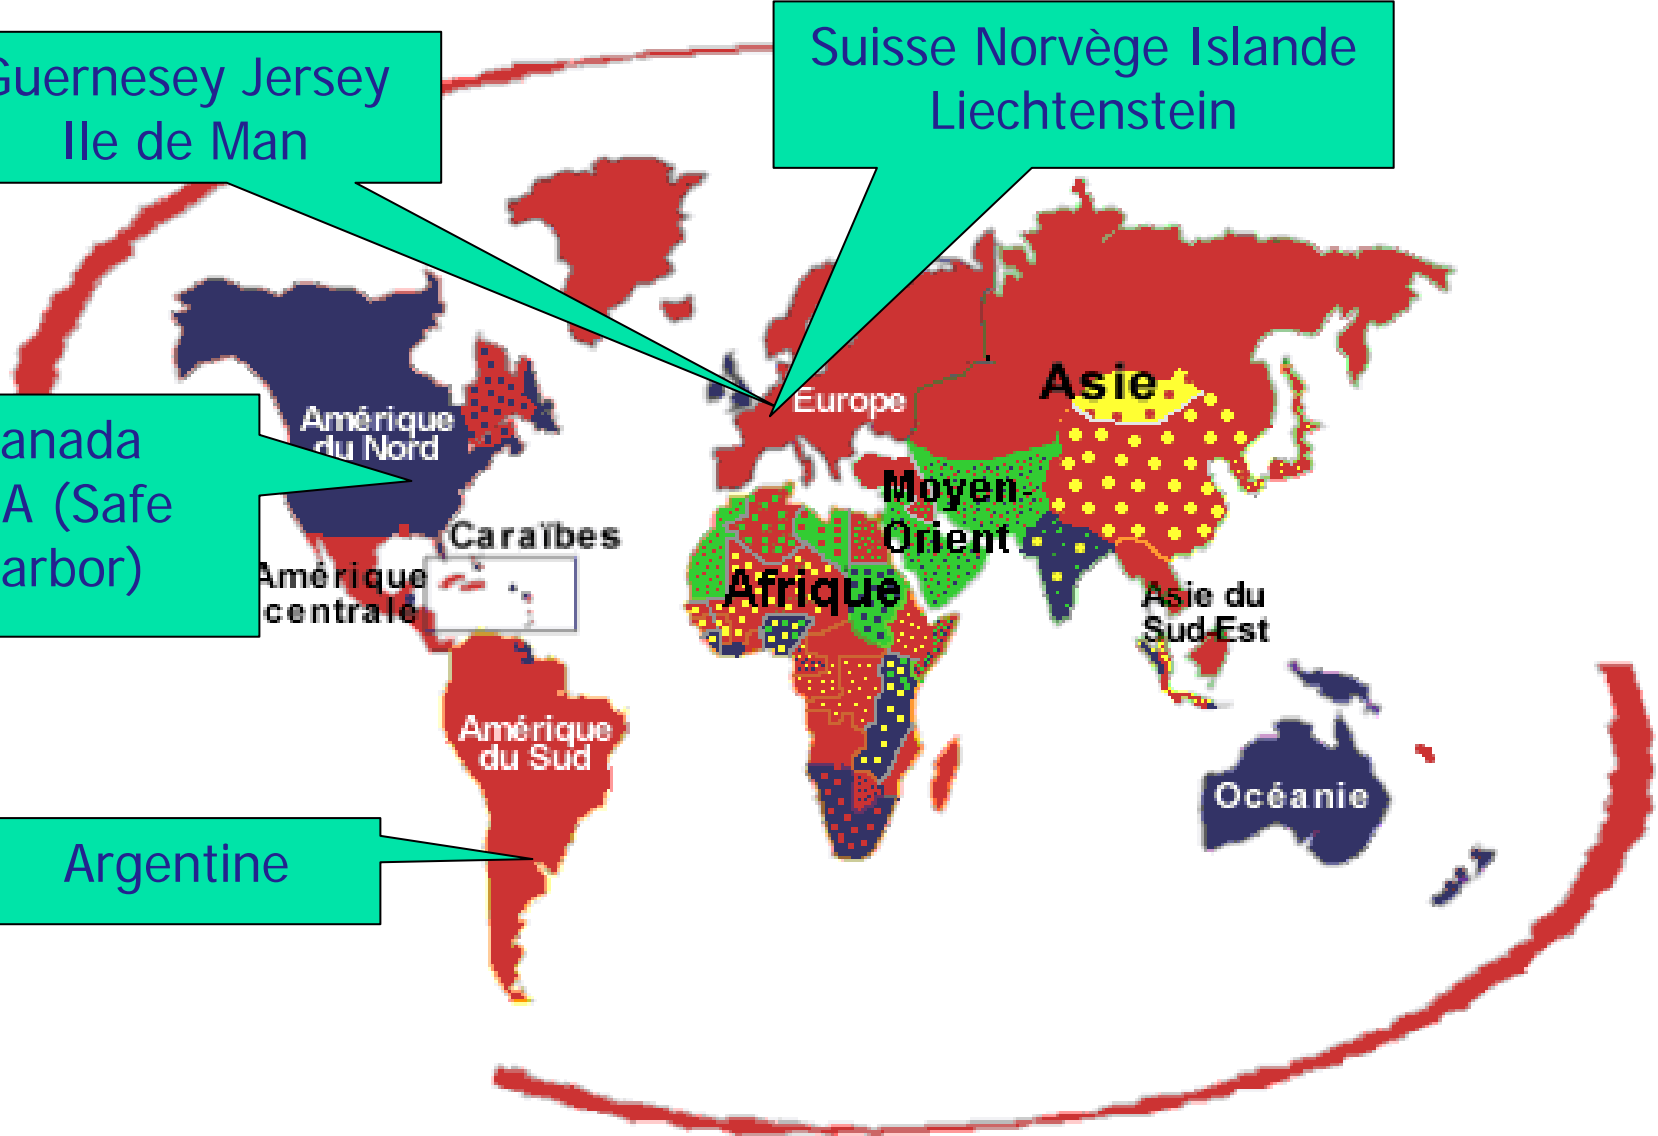 Guernesey Jersey
Ile de Man
Suisse Norvège Islande
Liechtenstein
anada
A (Safe
arbor)
Argentine
Amérique
du Nord
Caraïbes
Amérique
centrale
Amérique
du Sud
Europe
Asie
Moyen-
Orient
Afrique
Asie du
Sud-Est
Océanie